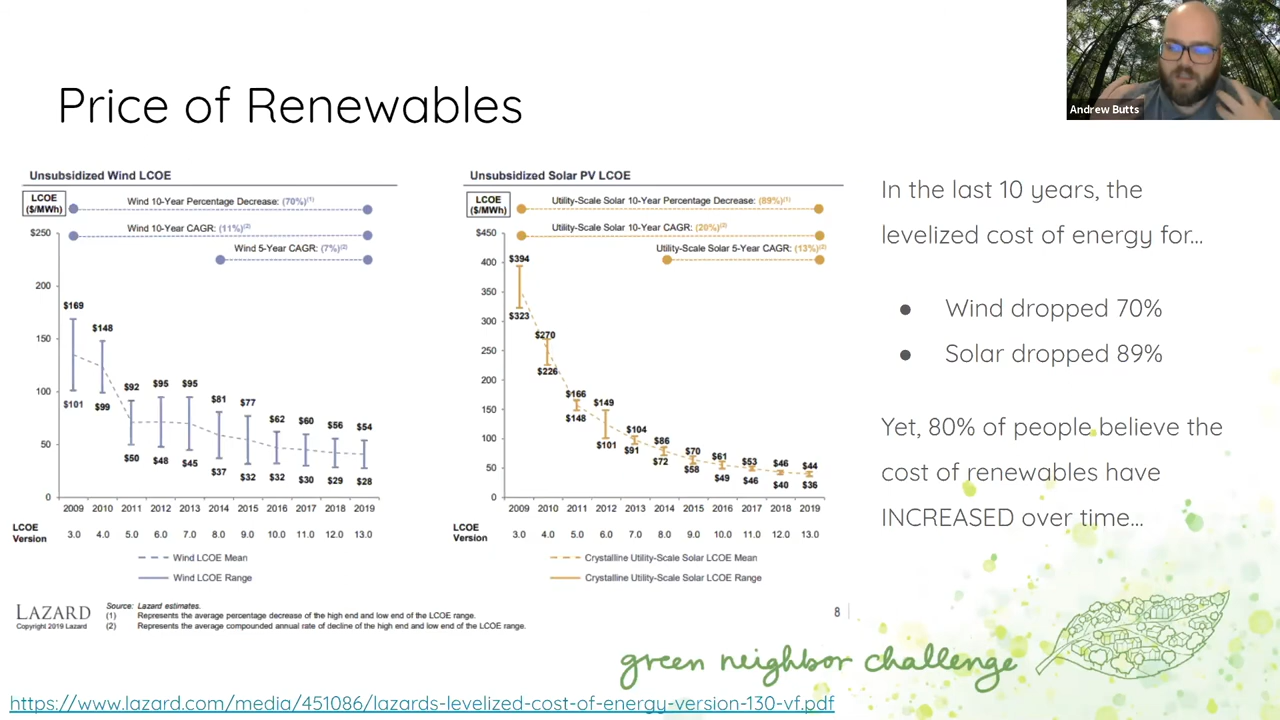 Andrew Butts
Price of Renewables
Unsubsidized Wind LCOE
LCOE
($/MWh)
Wind 10-Year Percentage Decrease: (70%)(1)
Wind 10-Year CAGR: (11%)(2)
Wind 5-Year CAGR: (7%)(2)
$250
200
150
100
50
0
$169
$148
$92
$95
$95
$81
$77
$62
$60
$56
$54
$101
$99
$50
$48
$45
$37
$32
$32
$30
$29
$28
2009 2010 2011 2012 2013 2014 2015 2016 2017 2018 2019
LCOE
Version
3.0 4.0 5.0 6.0 7.0 8.0 9.0 10.0 11.0 12.0 13.0
Wind LCOE Mean
Wind LCOE Range
Unsubsidized Solar PV LCOE
LCOE
($/MWh)
Utility-Scale Solar 10-Year Percentage Decrease: (89%)(1)
Utility-Scale Solar 10-Year CAGR: (20%)(2)
Utility-Scale Solar 5-Year CAGR: (13%)(2)
$450
400
350
300
250
200
150
100
50
0
$394
$323
$270
$226
$166
$148
$149
$101
$104
$91
$86
$72
$70
$58
$61
$49
$53
$46
$46
$40
$44
$36
2009 2010 2011 2012 2013 2014 2015 2016 2017 2018 2019
LCOE
Version
3.0 4.0 5.0 6.0 7.0 8.0 9.0 10.0 11.0 12.0 13.0
Crystalline Utility-Scale Solar LCOE Mean
Crystalline Utility-Scale Solar LCOE Range
LAZARD
Copyright 2019 Lazard
Source: Lazard estimates.
(1) Represents the average percentage decrease of the high end and low end of the LCOE range.
(2) Represents the average compounded annual rate of decline of the high end and low end of the LCOE range.
8
In the last 10 years, the
levelized cost of energy for...
● Wind dropped 70%
● Solar dropped 89%
Yet, 80% of people believe the
cost of renewables have
INCREASED over time...
green neighbor challenge
https://www.lazard.com/media/451086/lazards-levelized-cost-of-energy-version-130-vf.pdf